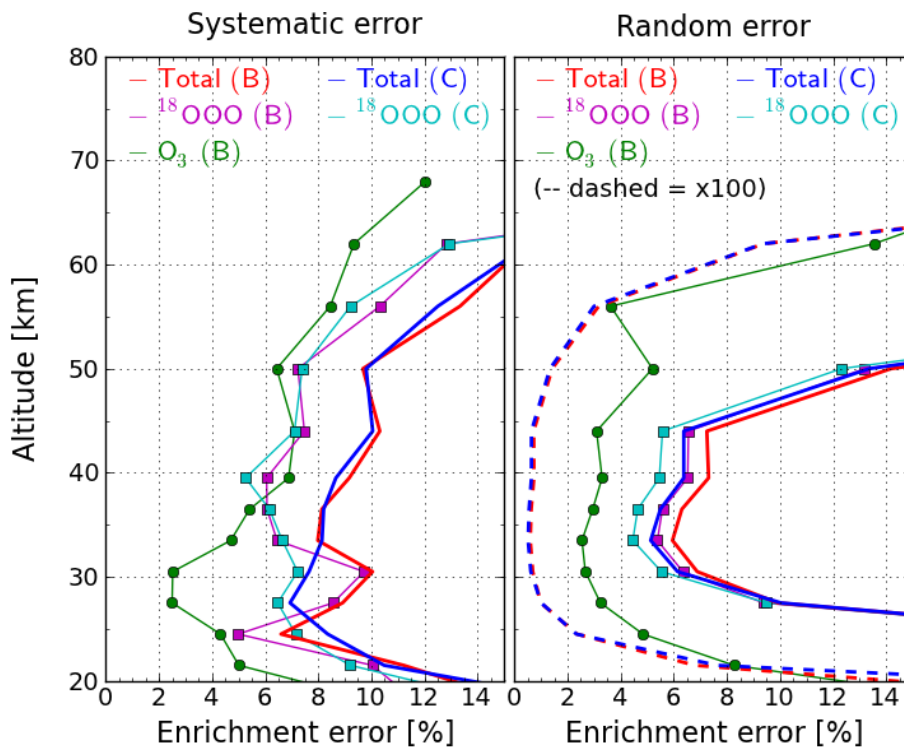 Systematic error
Random error
80
70
60
50
40
30
20
Altitude [km]
– Total (B)
– Total (C)
– ¹⁸OOO (B)
– ¹⁸OOO (C)
– O₃ (B)
– Total (B)
– Total (C)
– ¹⁸OOO (B)
– ¹⁸OOO (C)
– O₃ (B)
(-- dashed = x100)
0 2 4 6 8 10 12 14
0 2 4 6 8 10 12 14
Enrichment error [%]
Enrichment error [%]